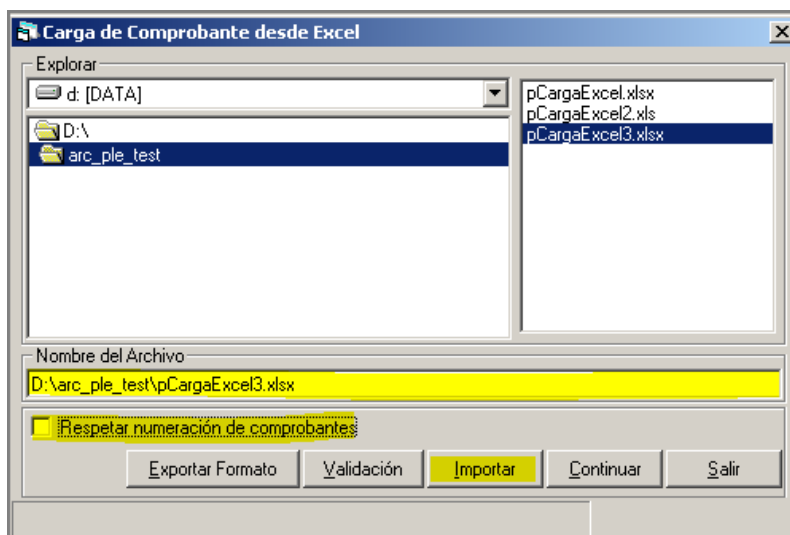 Carga de Comprobante desde Excel
Explorar
d: [DATA]
D:\
arc_ple_test
pCargaExcel.xlsx
pCargaExcel2.xls
pCargaExcel3.xlsx
Nombre del Archivo
D:\arc_ple_test\pCargaExcel3.xlsx
Respetar numeración de comprobantes
Exportar Formato Validación Importar Continuar Salir